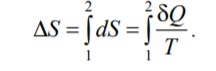 ΔS = ∫₁² dS = ∫₁² δQ/T .